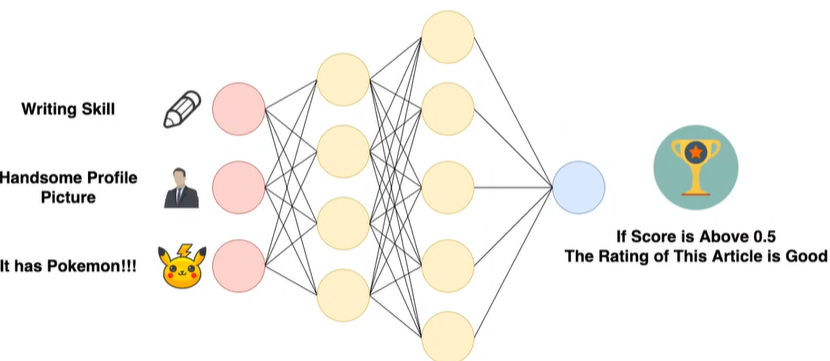 Writing Skill
Handsome Profile
Picture
It has Pokemon!!!
If Score is Above 0.5
The Rating of This Article is Good